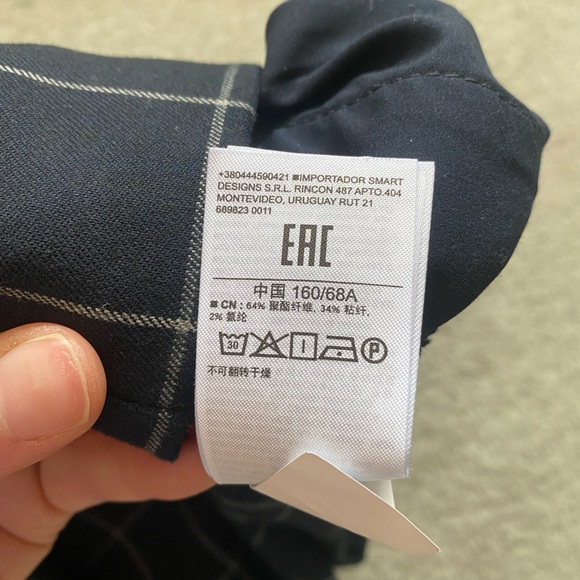 +380444590421 ■IMPORTADOR SMART
DESIGNS S.R.L. RINCON 487 APTO.404
MONTEVIDEO, URUGUAY RUT 21
689823 0011
EAC
中国 160/68A
■ CN : 64% 聚酯纤维, 34% 粘纤,
2% 氨纶
30 P
不可翻转干燥